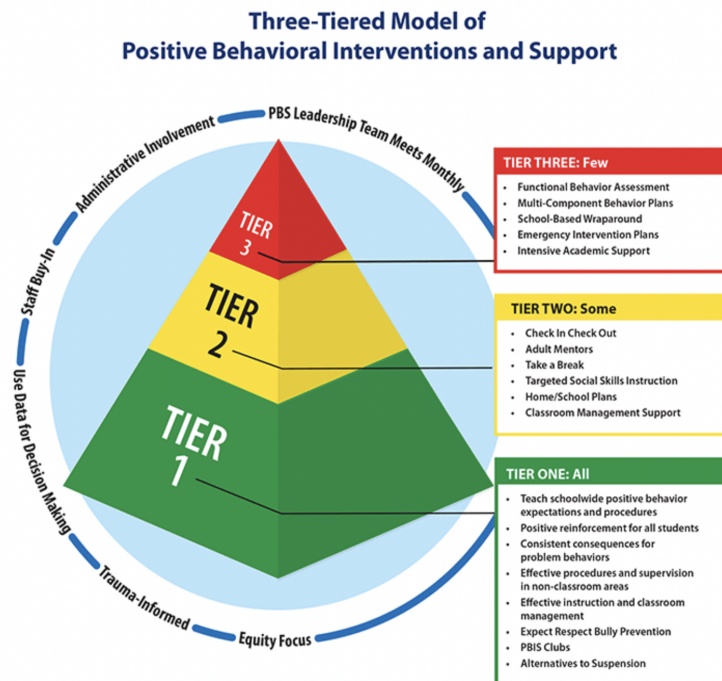 Three-Tiered Model of
Positive Behavioral Interventions and Support
PBS Leadership Team Meets Monthly
Administrative Involvement
Staff Buy-In
Use Data for Decision Making
Trauma-Informed
Equity Focus
TIER
3
TIER
2
TIER
1
TIER THREE: Few
• Functional Behavior Assessment
• Multi-Component Behavior Plans
• School-Based Wraparound
• Emergency Intervention Plans
• Intensive Academic Support
TIER TWO: Some
• Check In Check Out
• Adult Mentors
• Take a Break
• Targeted Social Skills Instruction
• Home/School Plans
• Classroom Management Support
TIER ONE: All
• Teach schoolwide positive behavior
expectations and procedures
• Positive reinforcement for all students
• Consistent consequences for
problem behaviors
• Effective procedures and supervision
in non-classroom areas
• Effective instruction and classroom
management
• Expect Respect Bully Prevention
• PBIS Clubs
• Alternatives to Suspension